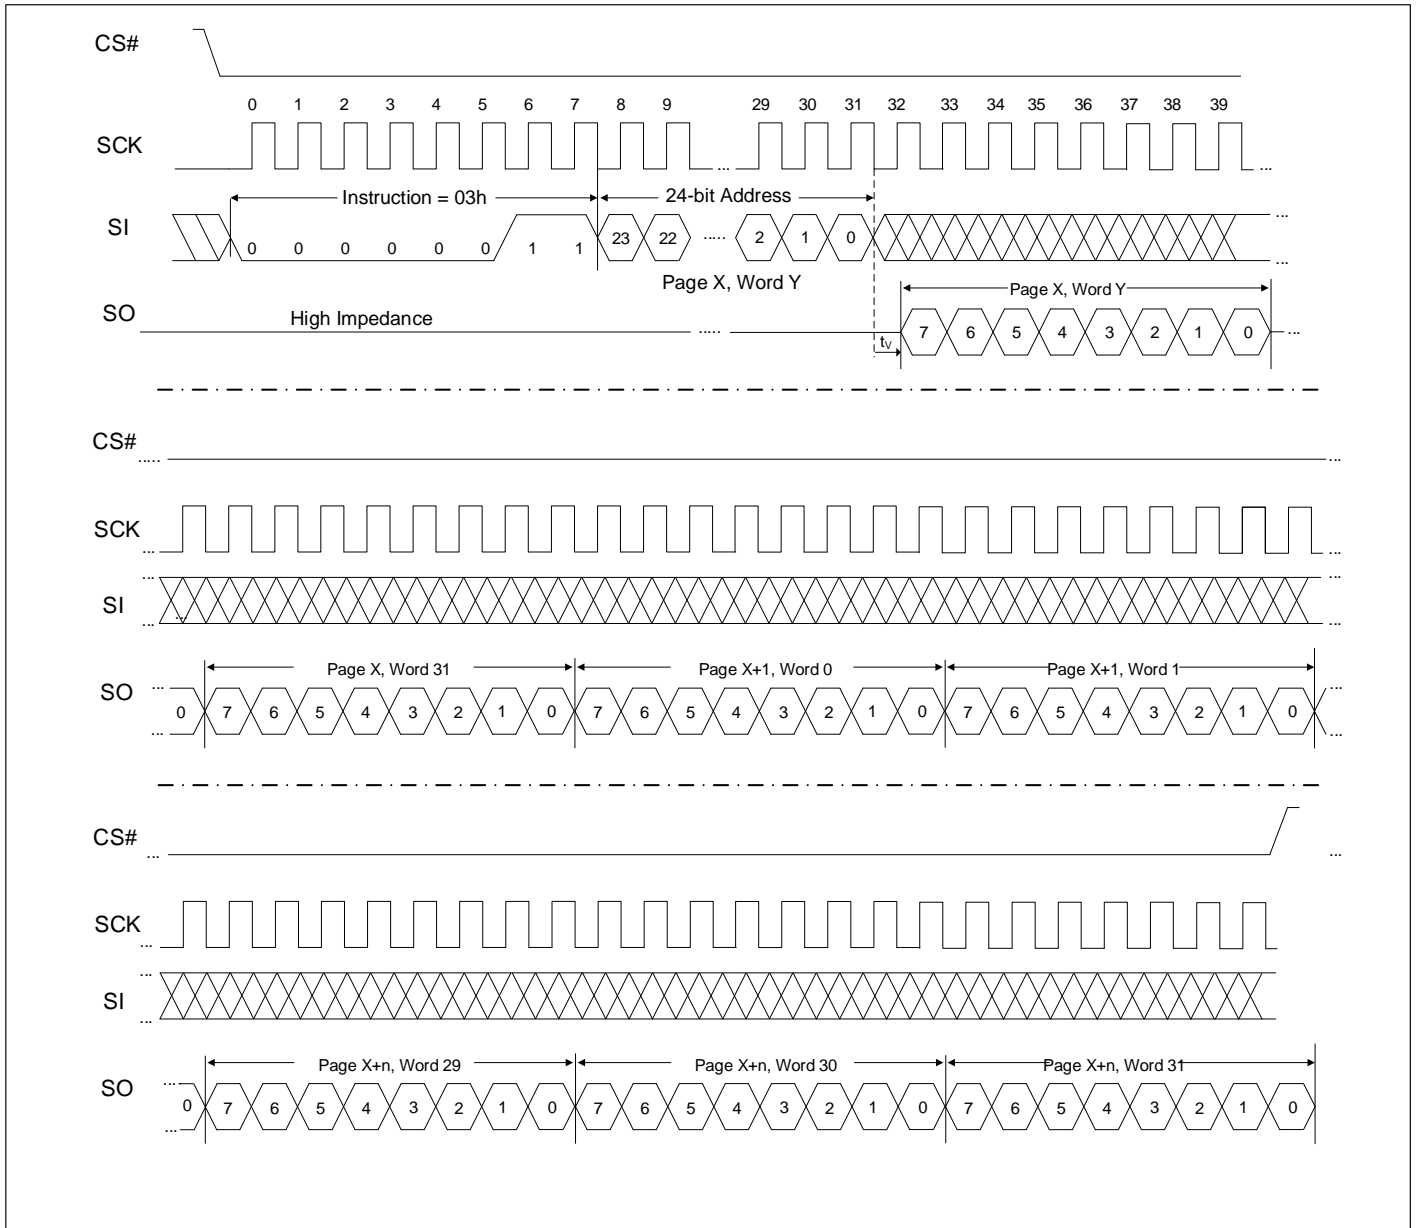 CS#
0 1 2 3 4 5 6 7 8 9 29 30 31 32 33 34 35 36 37 38 39
SCK
... ...
Instruction = 03h 24-bit Address
SI
0 0 0 0 0 0 1 1 23 22 ..... 2 1 0 ... ...
Page X, Word Y
Page X, Word Y
SO High Impedance ..... 7 6 5 4 3 2 1 0 ...
tV
CS#
..... ...
SCK
... ...
SI
... ... ... ... ...
Page X, Word 31 Page X+1, Word 0 Page X+1, Word 1
SO
... 0 7 6 5 4 3 2 1 0 7 6 5 4 3 2 1 0 7 6 5 4 3 2 1 0 ...
... ...
CS#
... ...
SCK
... ...
SI
... ...
Page X+n, Word 29 Page X+n, Word 30 Page X+n, Word 31
SO
... 0 7 6 5 4 3 2 1 0 7 6 5 4 3 2 1 0 7 6 5 4 3 2 1 0
...